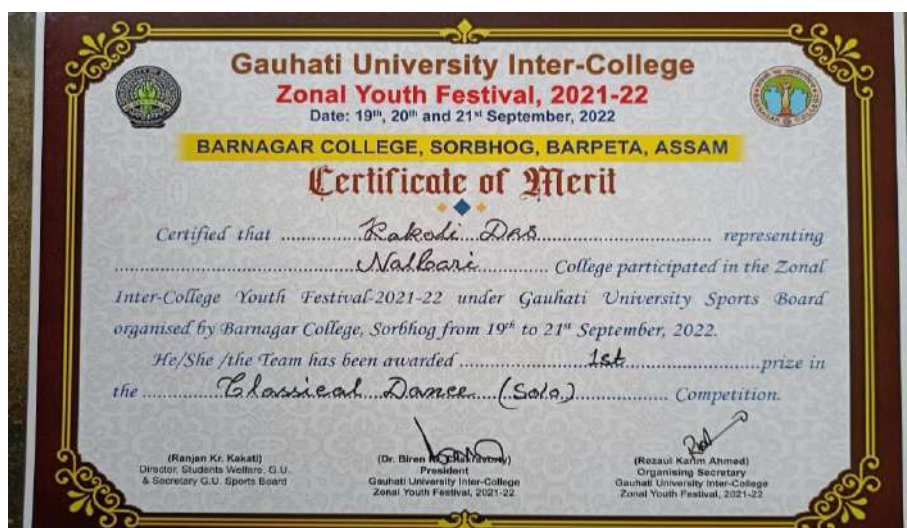 Gauhati University Inter-College
Zonal Youth Festival, 2021-22
Date: 19th, 20th and 21st September, 2022
BARNAGAR COLLEGE, SORBHOG, BARPETA, ASSAM
Certificate of Merit
Certified that Kakoli Das representing
Nalbari College participated in the Zonal
Inter-College Youth Festival-2021-22 under Gauhati University Sports Board
organised by Barnagar College, Sorbhog from 19th to 21st September, 2022.
He/She /the Team has been awarded 1st prize in
the Classical Dance (Solo) Competition.
(Ranjan Kr. Kakati)
Director, Students Welfare, G.U.
& Secretary G.U. Sports Board
(Dr. Biren
President
Gauhati University Inter-College
Zonal Youth Festival, 2021-22
(Rezaul Karim Ahmed)
Organising Secretary
Gauhati University Inter-College
Zonal Youth Festival, 2021-22